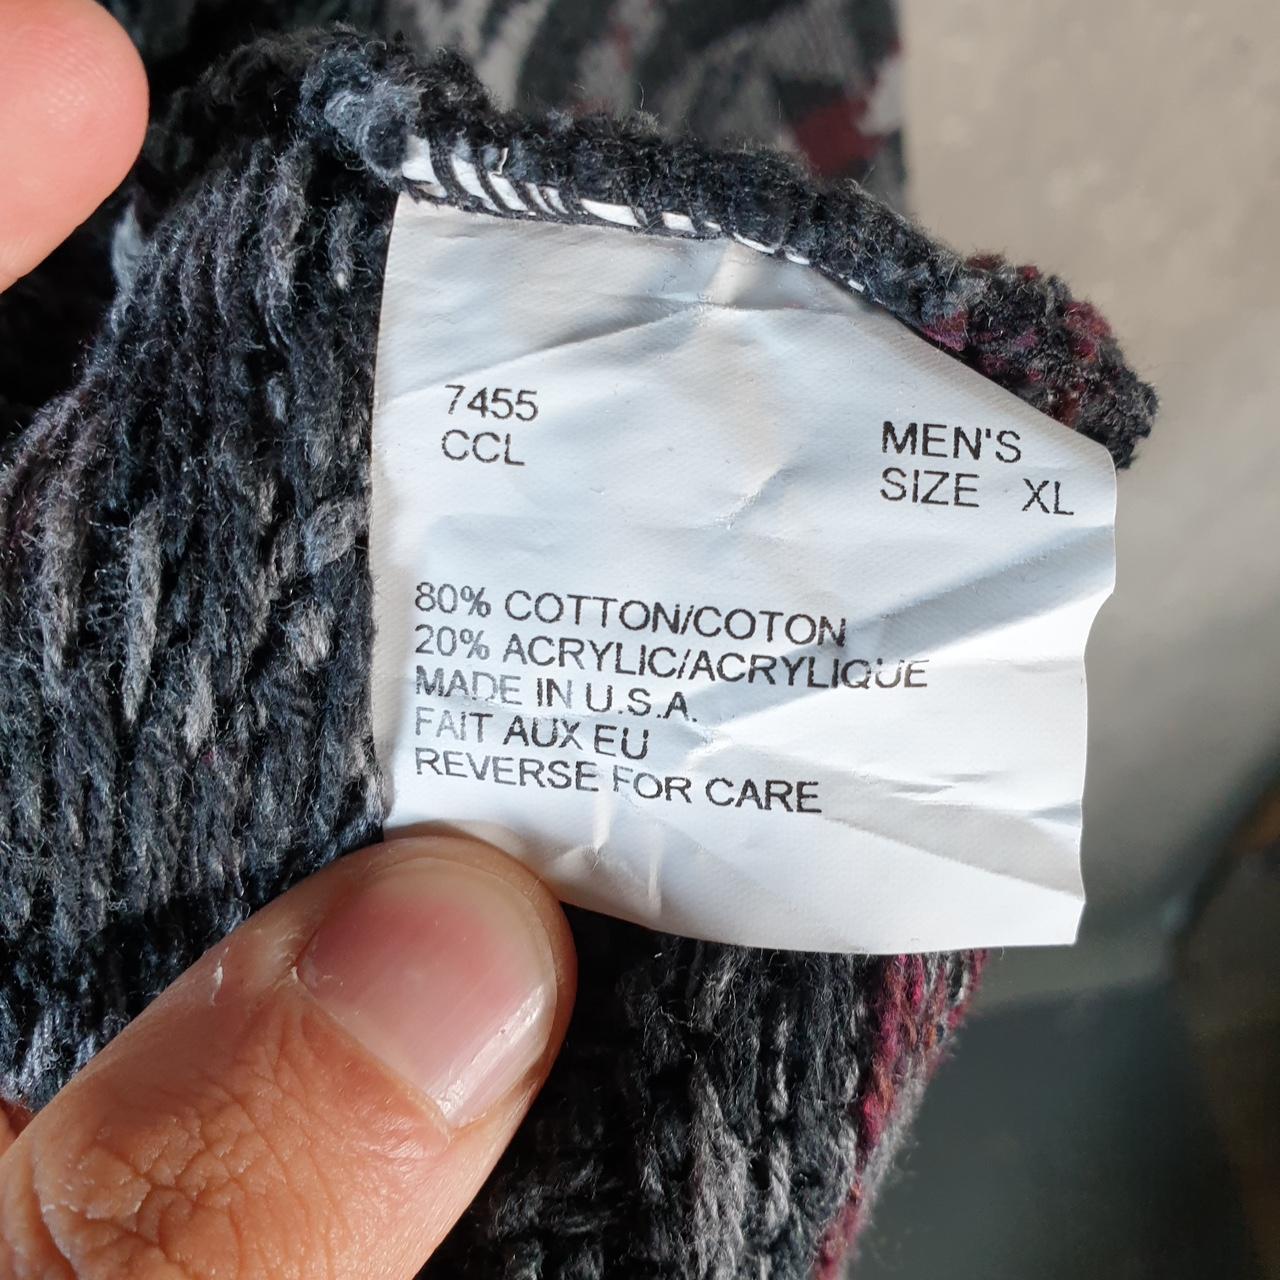 7455
CCL
MEN'S
SIZE XL
80% COTTON/COTON
20% ACRYLIC/ACRYLIQUE
MADE IN U.S.A.
FAIT AUX EU
REVERSE FOR CARE